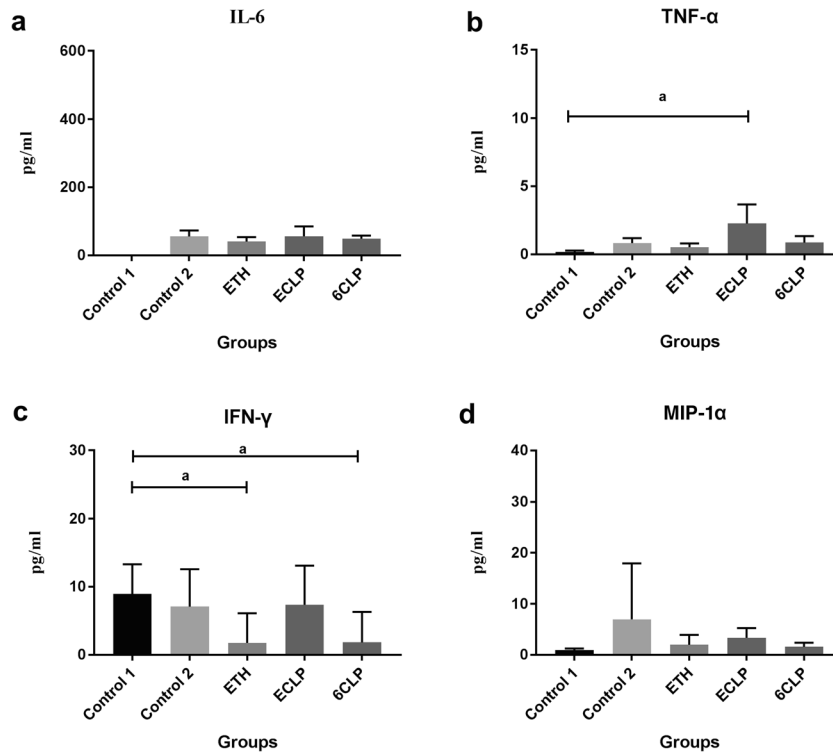 a
IL-6
pg/ml
600
400
200
0
Control 1
Control 2
ETH
ECLP
6CLP
Groups
b
TNF-α
pg/ml
15
10
5
0
a
Control 1
Control 2
ETH
ECLP
6CLP
Groups
c
IFN-γ
pg/ml
30
20
10
0
a
a
Control 1
Control 2
ETH
ECLP
6CLP
Groups
d
MIP-1α
pg/ml
40
30
20
10
0
Control 1
Control 2
ETH
ECLP
6CLP
Groups